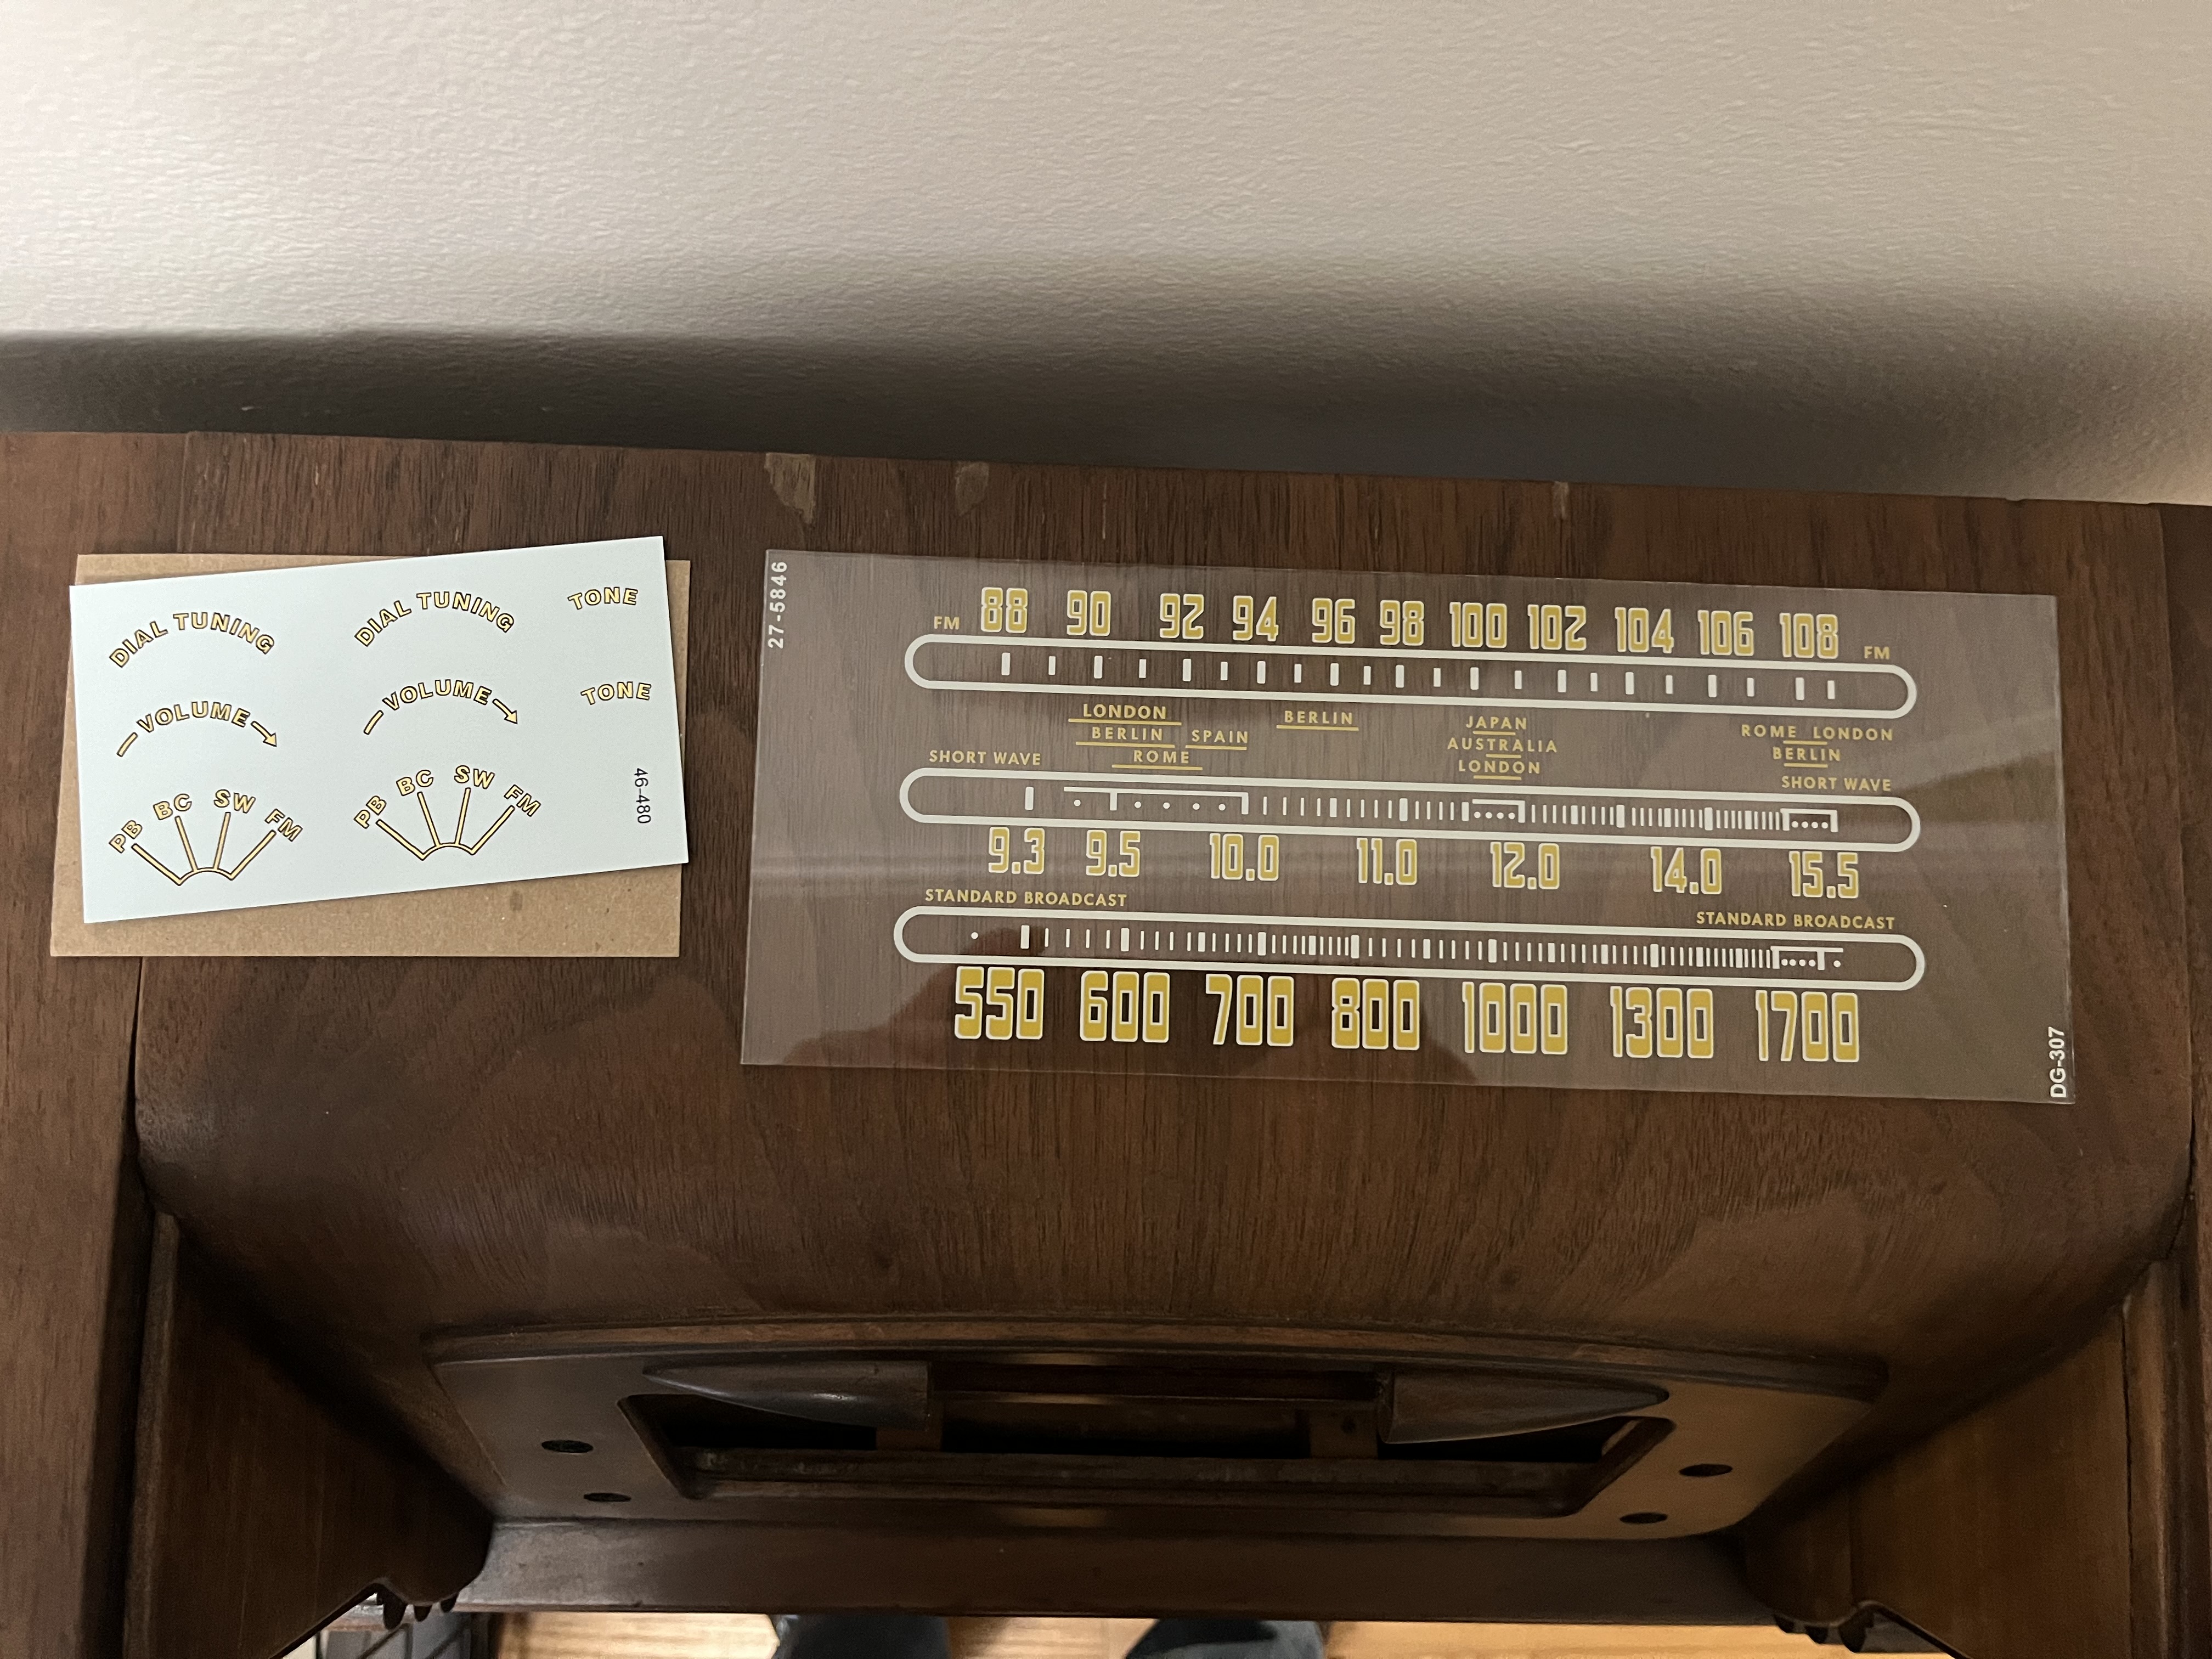 DIAL TUNING
DIAL TUNING
TONE
VOLUME
VOLUME
TONE
PB BC SW FM
PB BC SW FM
46-480
27-5846
FM 88 90 92 94 96 98 100 102 104 106 108 FM
LONDON BERLIN JAPAN ROME LONDON
BERLIN SPAIN AUSTRALIA BERLIN
ROME LONDON
SHORT WAVE SHORT WAVE
9.3 9.5 10.0 11.0 12.0 14.0 15.5
STANDARD BROADCAST STANDARD BROADCAST
550 600 700 800 1000 1300 1700
DG-307